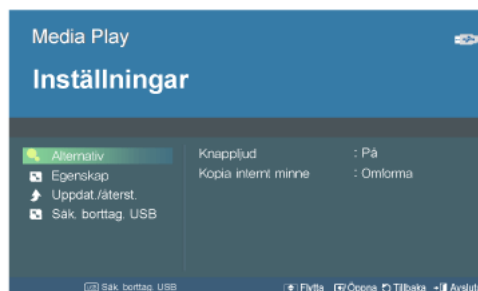 Media Play
Inställningar
Alternativ Knappljud : På
Egenskap Kopia internt minne : Omforma
Uppdat./återst.
Säk. borttag. USB
Säk. borttag. USB Flytta Öppna Tillbaka Avsluta